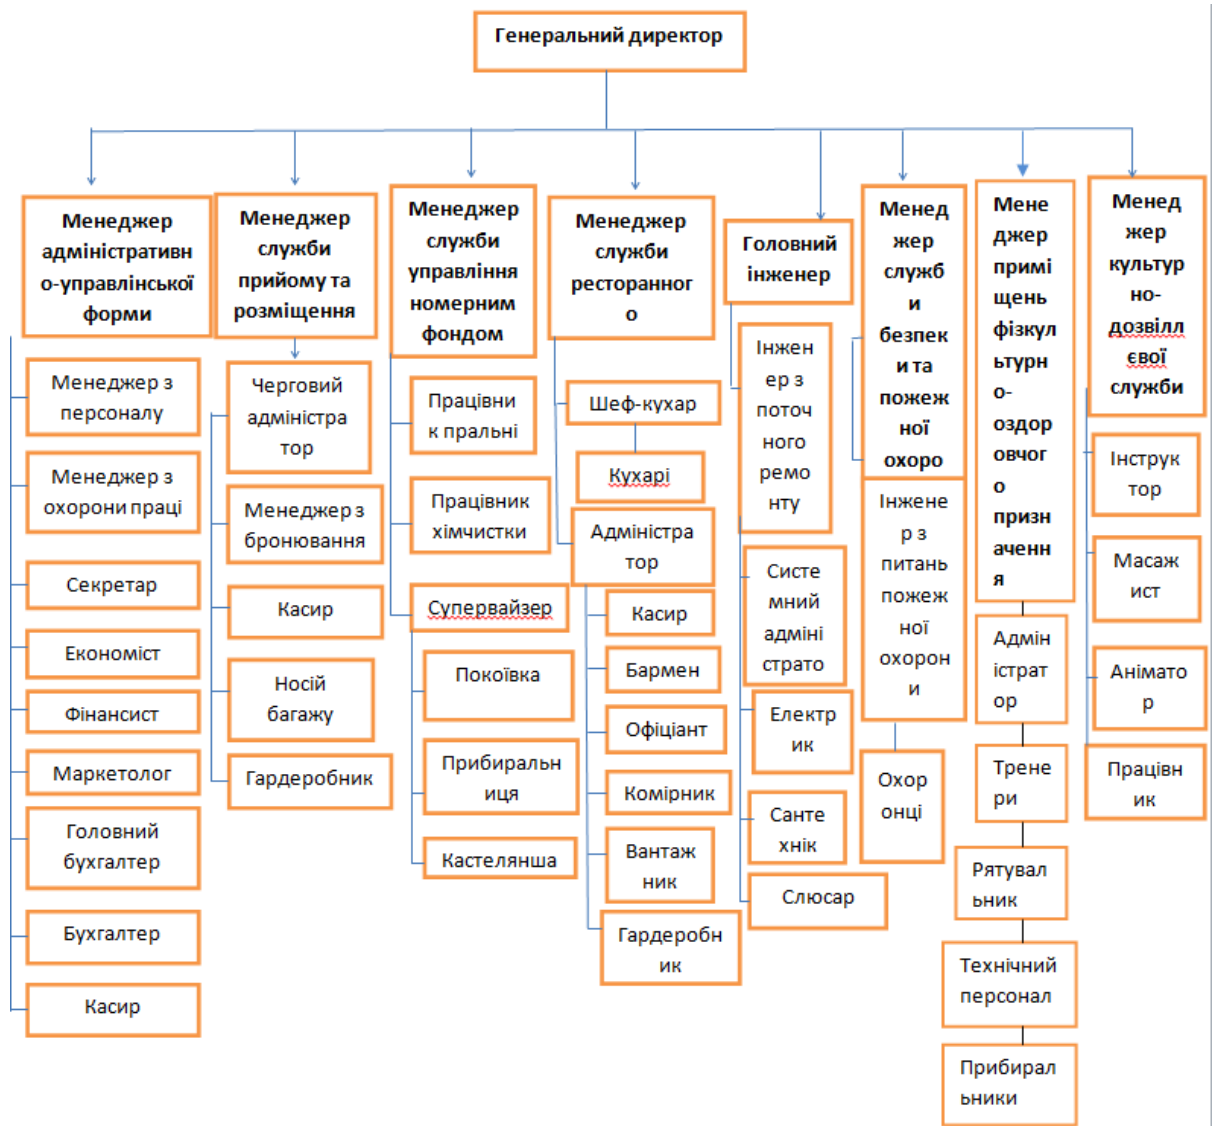 Генеральний директор
Менеджер
адміністративн
о-управлінської
форми
Менеджер з
персоналу
Менеджер з
охорони праці
Секретар
Економіст
Фінансист
Маркетолог
Головний
бухгалтер
Бухгалтер
Касир
Менеджер
служби
прийому та
розміщення
Черговий
адміністра
тор
Менеджер з
бронювання
Касир
Носій
багажу
Гардеробник
Менеджер
служби
управління
номерним
фондом
Працівни
к пральні
Працівник
хімчистки
Супервайзер
Покоївка
Прибиральн
иця
Кастелянша
Менеджер
служби
ресторанног
о
Шеф-кухар
Кухарі
Адміністра
тор
Касир
Бармен
Офіціант
Комірник
Вантаж
ник
Гардеробн
ик
Головний
інженер
Інжен
ер з
поточ
ного
ремо
нту
Систе
мний
адміні
страто
Електр
ик
Санте
хнік
Слюсар
Менед
жер
служб
и
безпек
и та
пожеж
ної
охоро
Інжене
р з
питань
пожеж
ної
охорон
и
Охор
онці
Мене
джер
примі
щень
фізкул
ьтурн
о-
оздор
овчог
о
призн
аченн
я
Адмін
істрат
ор
Трене
ри
Рятувал
ьник
Технічний
персонал
Прибирал
ьники
Менед
жер
культур
но-
дозвілл
євої
служби
Інструк
тор
Масаж
ист
Анімато
р
Працівн
ик